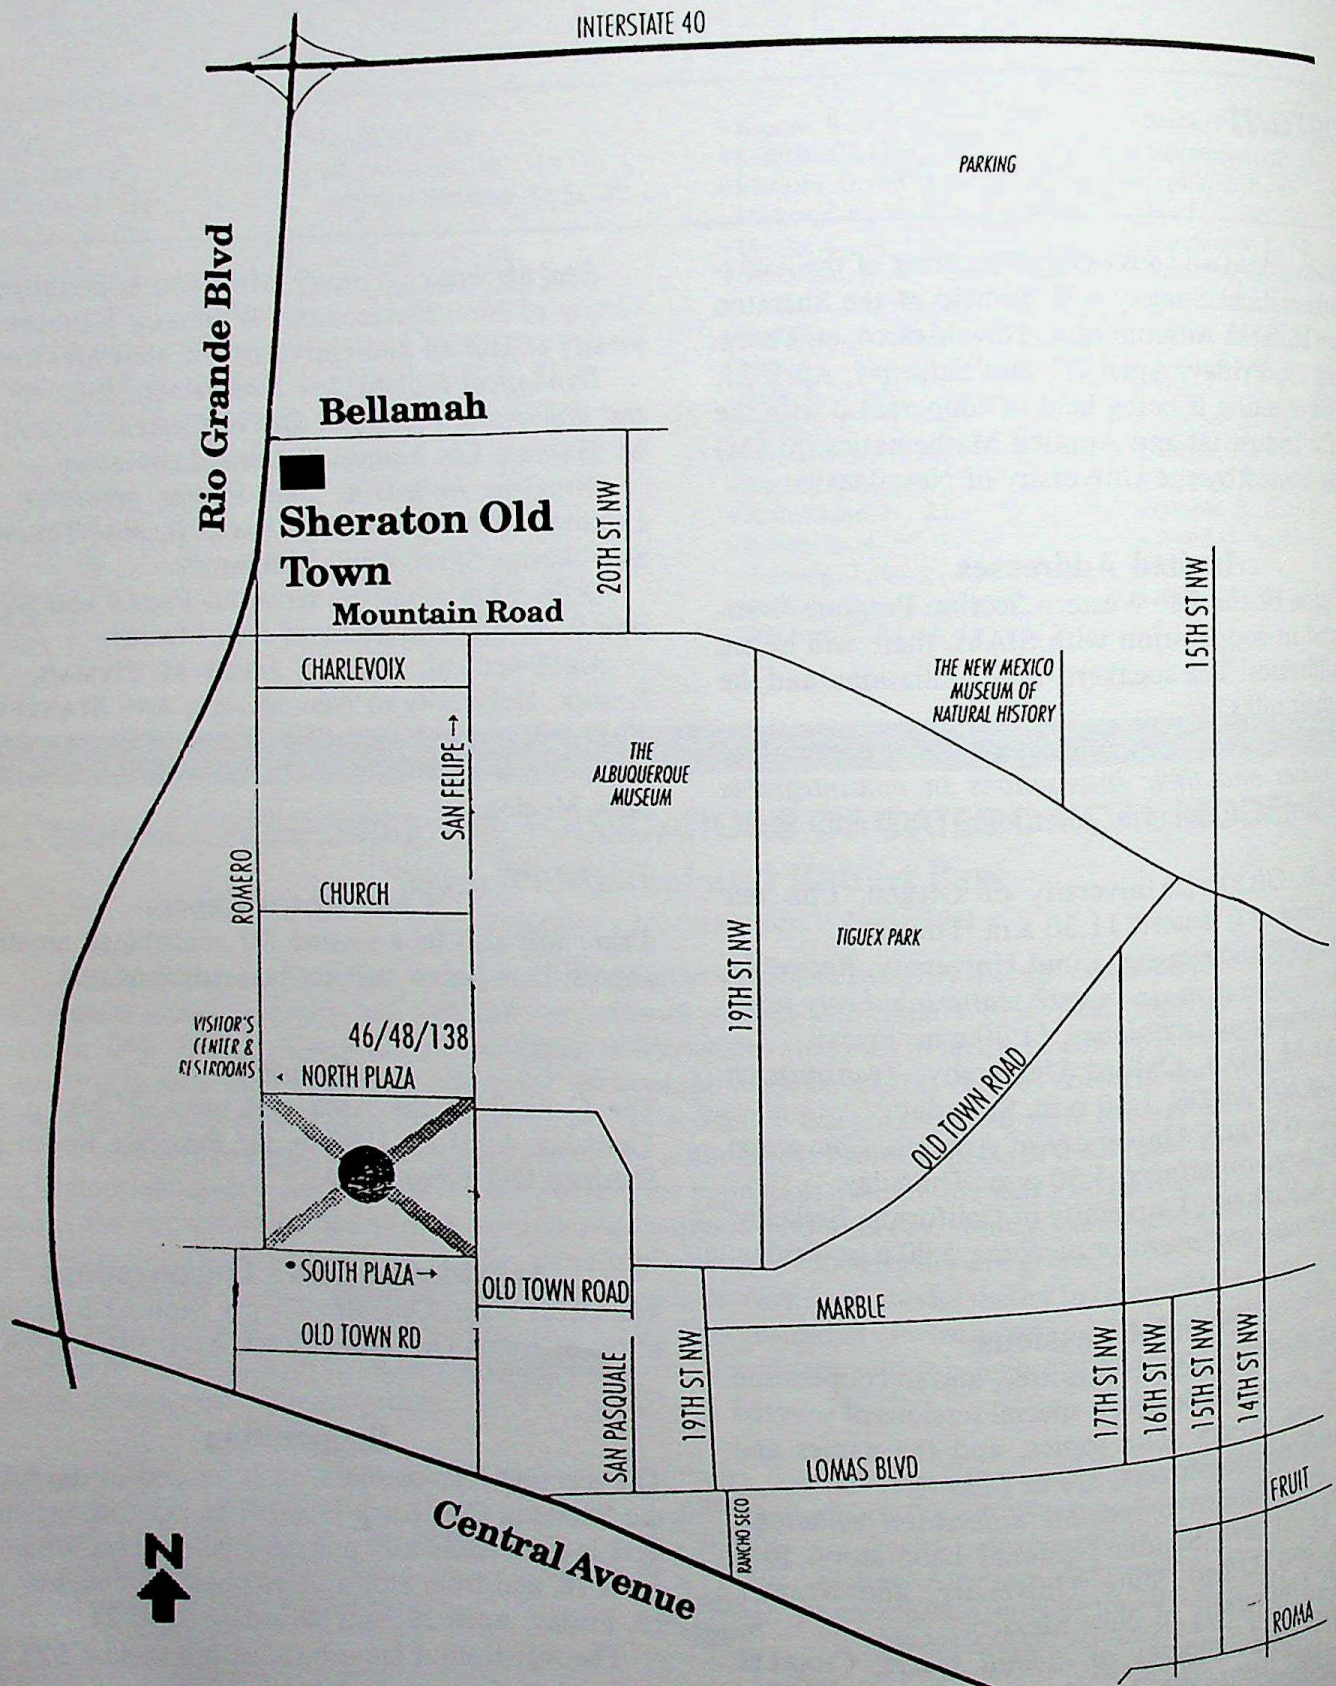 INTERSTATE 40
PARKING
Rio Grande Blvd
Bellamah
Sheraton Old
Town
20TH ST NW
Mountain Road
15TH ST NW
CHARLEVOIX
THE NEW MEXICO
MUSEUM OF
NATURAL HISTORY
SAN FELIPE →
THE
ALBUQUERQUE
MUSEUM
ROMERO
CHURCH
19TH ST NW
TIGUEX PARK
VISITOR'S
CENTER &
RESTROOMS
46/48/138
NORTH PLAZA
OLD TOWN ROAD
• SOUTH PLAZA→
OLD TOWN ROAD
MARBLE
OLD TOWN RD
SAN PASQUALE
19TH ST NW
17TH ST NW
16TH ST NW
15TH ST NW
14TH ST NW
LOMAS BLVD
FRUIT
RANCHO SECO
Central Avenue
N
ROMA